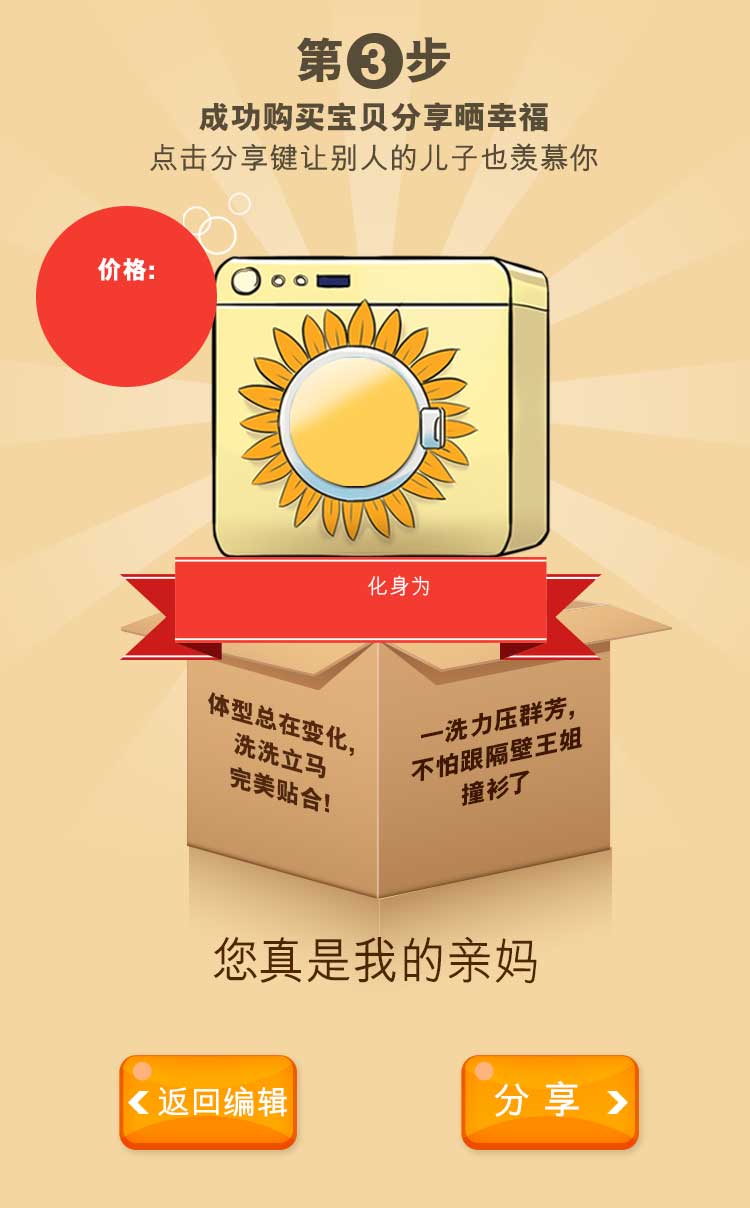 第3步
成功购买宝贝分享晒幸福
点击分享键让别人的儿子也羡慕你
价格:
化身为
体型总在变化,
洗洗立马
完美贴合!
一洗力压群芳,
不怕跟隔壁王姐
撞衫了
您真是我的亲妈
返回编辑
分享